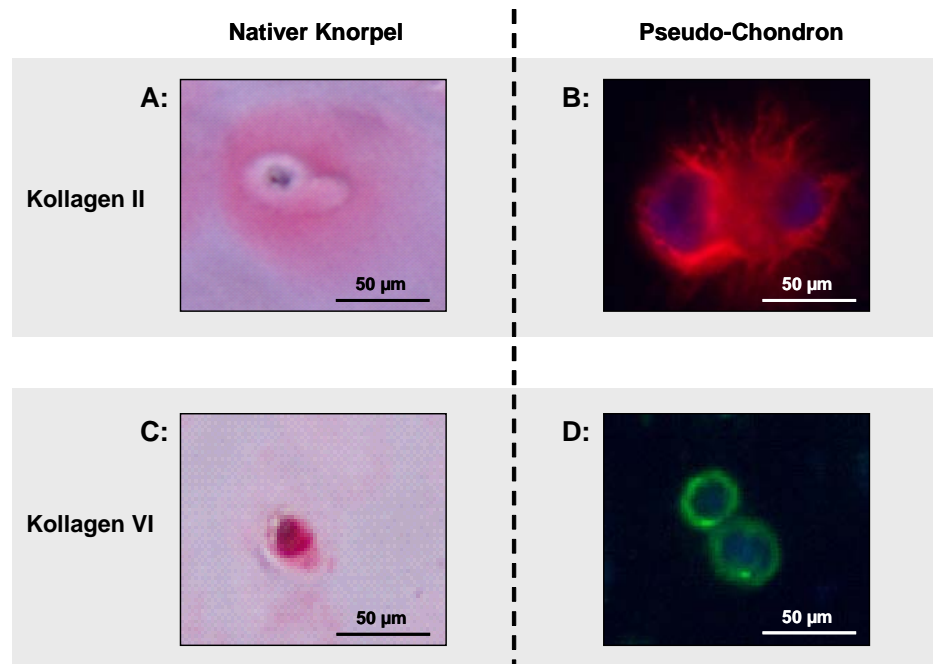 Nativer Knorpel
Pseudo-Chondron
A:
B:
Kollagen II
50 µm
50 µm
C:
D:
Kollagen VI
50 µm
50 µm